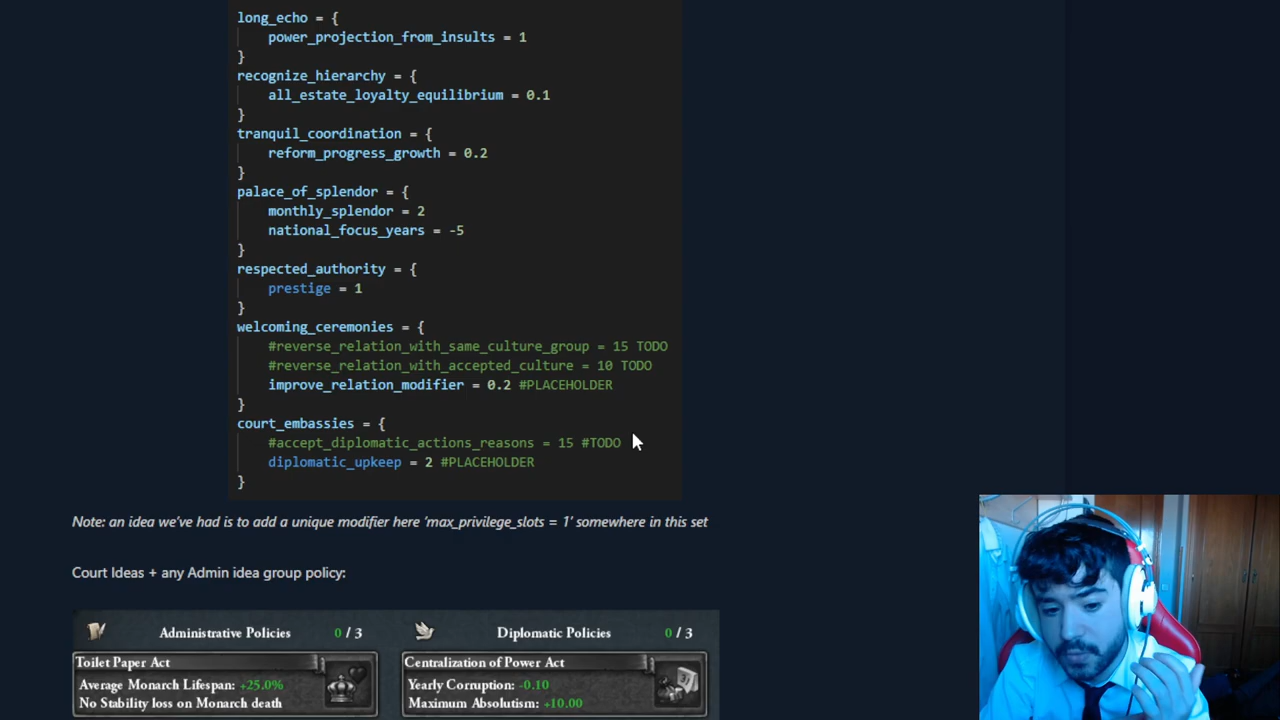 long_echo = {
power_projection_from_insults = 1
}
recognize_hierarchy = {
all_estate_loyalty_equilibrium = 0.1
}
tranquil_coordination = {
reform_progress_growth = 0.2
}
palace_of_splendor = {
monthly_splendor = 2
national_focus_years = -5
}
respected_authority = {
prestige = 1
}
welcoming_ceremonies = {
#reverse_relation_with_same_culture_group = 15 TODO
#reverse_relation_with_accepted_culture = 10 TODO
improve_relation_modifier = 0.2 #PLACEHOLDER
}
court_embassies = {
#accept_diplomatic_actions_reasons = 15 #TODO
diplomatic_upkeep = 2 #PLACEHOLDER
}
Note: an idea we've had is to add a unique modifier here 'max_privilege_slots = 1' somewhere in this set
Court Ideas + any Admin idea group policy:
Administrative Policies 0 / 3
Toilet Paper Act
Average Monarch Lifespan: +25.0%
No Stability loss on Monarch death
Diplomatic Policies 0 / 3
Centralization of Power Act
Yearly Corruption: -0.10
Maximum Absolutism: +10.00